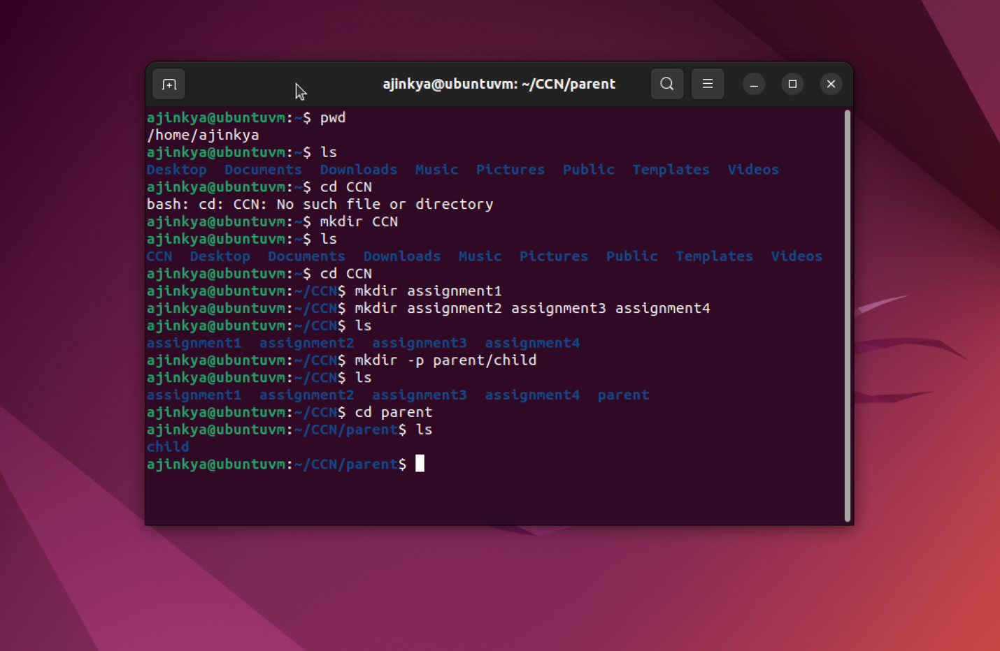 ajinkya@ubuntuvm: ~/CCN/parent
ajinkya@ubuntuvm:~$ pwd
/home/ajinkya
ajinkya@ubuntuvm:~$ ls
Desktop  Documents  Downloads  Music  Pictures  Public  Templates  Videos
ajinkya@ubuntuvm:~$ cd CCN
bash: cd: CCN: No such file or directory
ajinkya@ubuntuvm:~$ mkdir CCN
ajinkya@ubuntuvm:~$ ls
CCN  Desktop  Documents  Downloads  Music  Pictures  Public  Templates  Videos
ajinkya@ubuntuvm:~$ cd CCN
ajinkya@ubuntuvm:~/CCN$ mkdir assignment1
ajinkya@ubuntuvm:~/CCN$ mkdir assignment2 assignment3 assignment4
ajinkya@ubuntuvm:~/CCN$ ls
assignment1  assignment2  assignment3  assignment4
ajinkya@ubuntuvm:~/CCN$ mkdir -p parent/child
ajinkya@ubuntuvm:~/CCN$ ls
assignment1  assignment2  assignment3  assignment4  parent
ajinkya@ubuntuvm:~/CCN$ cd parent
ajinkya@ubuntuvm:~/CCN/parent$ ls
child
ajinkya@ubuntuvm:~/CCN/parent$